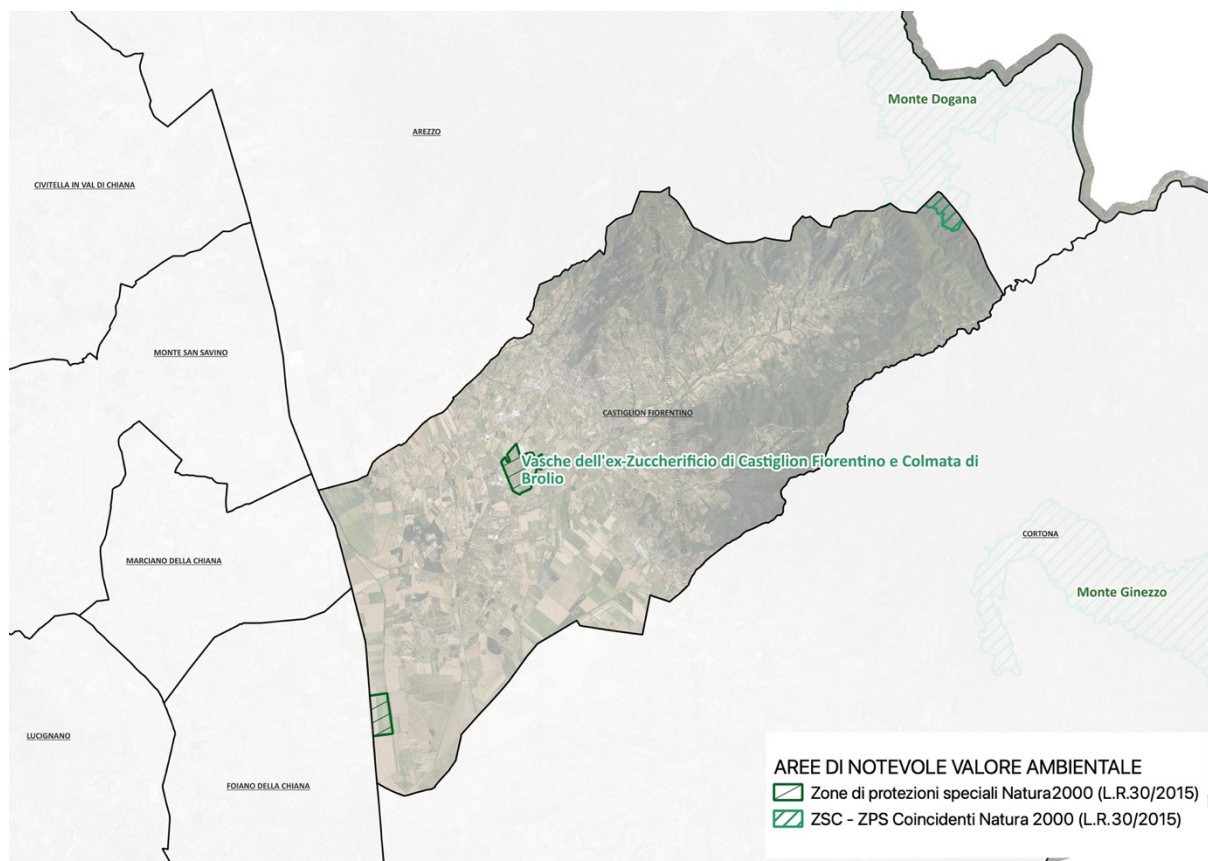 Monte Dogana
AREZZO
CIVITELLA IN VAL DI CHIANA
MONTE SAN SAVINO
CASTIGLION FIORENTINO
Vasche dell'ex-Zuccherificio di Castiglion Fiorentino e Colmata di
Brolio
CORTONA
MARCIANO DELLA CHIANA
Monte Ginezzo
LUCIGNANO
FOIANO DELLA CHIANA
AREE DI NOTEVOLE VALORE AMBIENTALE
Zone di protezioni speciali Natura2000 (L.R.30/2015)
ZSC - ZPS Coincidenti Natura 2000 (L.R.30/2015)